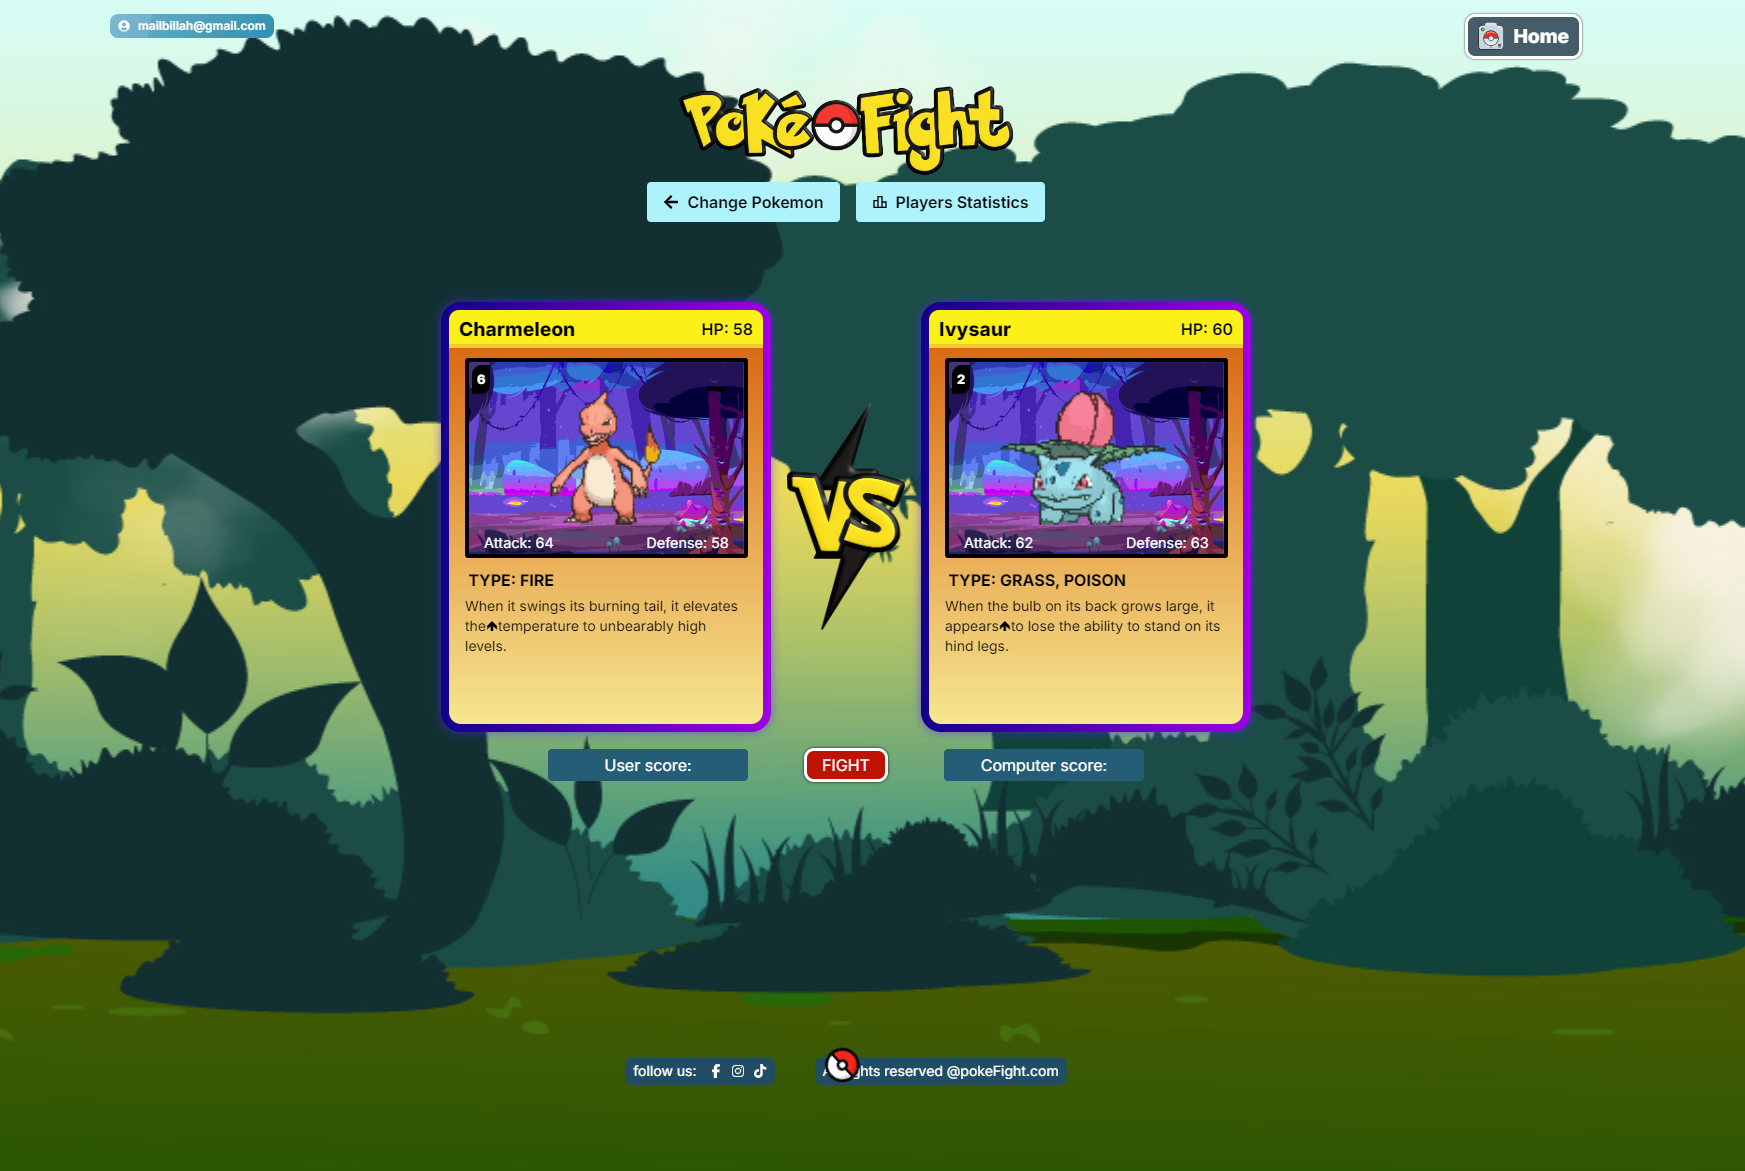 mailbillah@gmail.com
Home
Poké Fight
Change Pokemon
Players Statistics
Charmeleon HP: 58
6
Attack: 64 Defense: 58
TYPE: FIRE
When it swings its burning tail, it elevates
the temperature to unbearably high
levels.
VS
Ivysaur HP: 60
2
Attack: 62 Defense: 63
TYPE: GRASS, POISON
When the bulb on its back grows large, it
appears to lose the ability to stand on its
hind legs.
User score:
FIGHT
Computer score:
follow us:
reserved @pokeFight.com